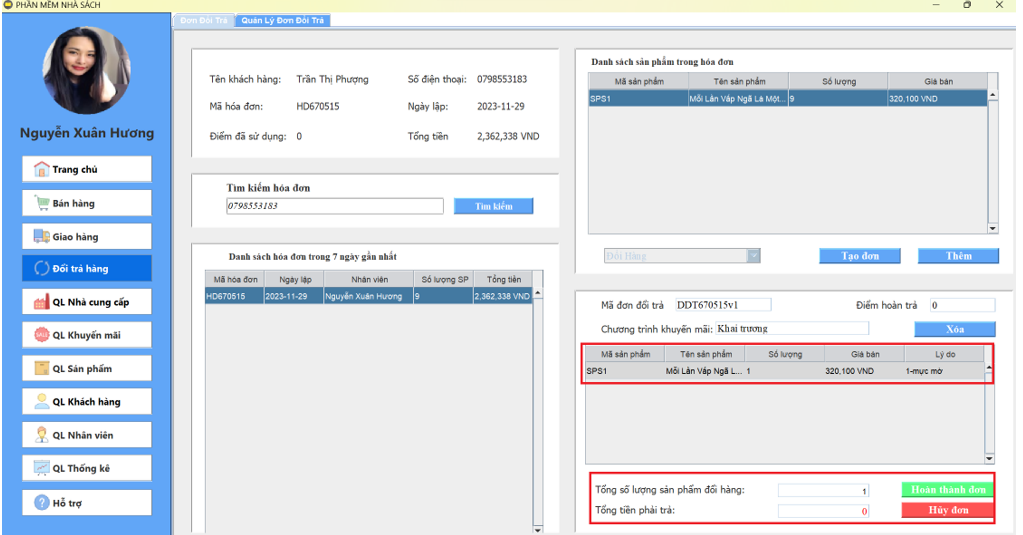 PHẦN MỀM NHÀ SÁCH
Đơn Đổi Trả Quản Lý Đơn Đổi Trả
Nguyễn Xuân Hương
Trang chủ
Bán hàng
Giao hàng
Đổi trả hàng
QL Nhà cung cấp
QL Khuyến mãi
QL Sản phẩm
QL Khách hàng
QL Nhân viên
QL Thống kê
Hỗ trợ
Tên khách hàng: Trần Thị Phượng Số điện thoại: 0798553183
Mã hóa đơn: HD670515 Ngày lập: 2023-11-29
Điểm đã sử dụng: 0 Tổng tiền 2,362,338 VND
Tìm kiếm hóa đơn
0798553183 Tìm kiếm
Danh sách hóa đơn trong 7 ngày gần nhất
Mã hóa đơn Ngày lập Nhân viên Số lượng SP Tổng tiền
HD670515 2023-11-29 Nguyễn Xuân Hương 9 2,362,338 VND
Danh sách sản phẩm trong hóa đơn
Mã sản phẩm Tên sản phẩm Số lượng Giá bán
SPS1 Mỗi Lần Vấp Ngã Là Một... 9 320,100 VND
Đổi Hàng Tạo đơn Thêm
Mã đơn đổi trả DDT670515v1 Điểm hoàn trả 0
Chương trình khuyến mãi: Khai trương Xóa
Mã sản phẩm Tên sản phẩm Số lượng Giá bán Lý do
SPS1 Mỗi Lần Vấp Ngã L... 1 320,100 VND 1-mực mờ
Tổng số lượng sản phẩm đổi hàng: 1 Hoàn thành đơn
Tổng tiền phải trả: 0 Hủy đơn